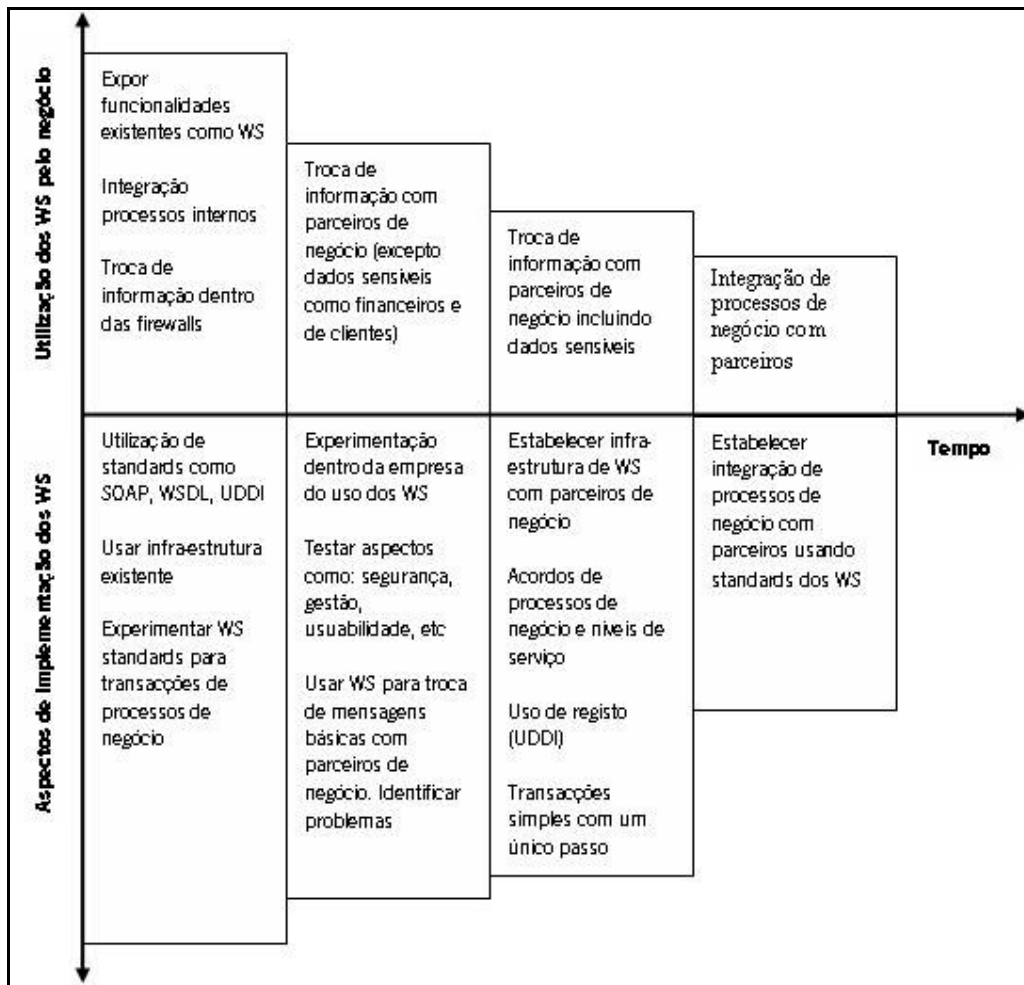 Utilização dos WS pelo negócio
Expor
funcionalidades
existentes como WS
Integração
processos internos
Troca de
informação dentro
das firewalls
Troca de
informação com
parceiros de
negócio (excepto
dados sensíveis
como financeiros e
de clientes)
Troca de
informação com
parceiros de
negócio incluindo
dados sensíveis
Integração de
processos de
negócio com
parceiros
Tempo
Aspectos de Implementação dos WS
Utilização de
standards como
SOAP, WSDL, UDDI
Usar infra-estrutura
existente
Experimentar WS
standards para
transacções de
processos de
negócio
Experimentação
dentro da empresa
do uso dos WS
Testar aspectos
como: segurança,
gestão,
usuabilidade, etc
Usar WS para troca
de mensagens
básicas com
parceiros de
negócio. Identificar
problemas
Estabelecer infra-
estrutura de WS
com parceiros de
negócio
Acordos de
processos de
negócio e níveis de
serviço
Uso de registo
(UDDI)
Transacções
simples com um
único passo
Estabelecer
integração de
processos de
negócio com
parceiros usando
standards dos WS